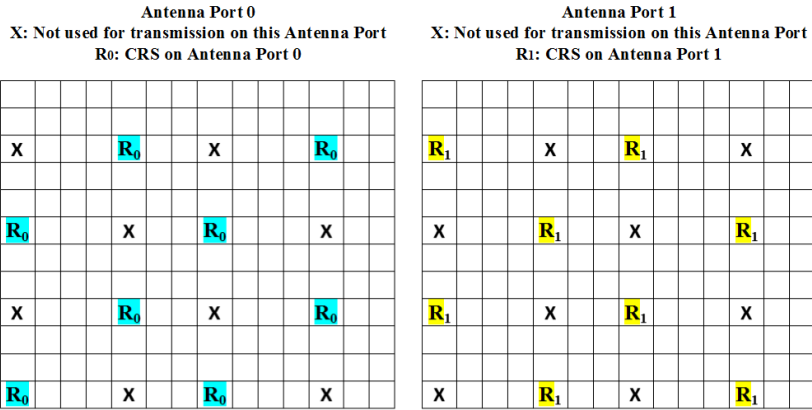 Antenna Port 0
X: Not used for transmission on this Antenna Port
R0: CRS on Antenna Port 0
X R0 X R0
R0 X R0 X
X R0 X R0
R0 X R0 X
Antenna Port 1
X: Not used for transmission on this Antenna Port
R1: CRS on Antenna Port 1
R1 X R1 X
X R1 X R1
R1 X R1 X
X R1 X R1